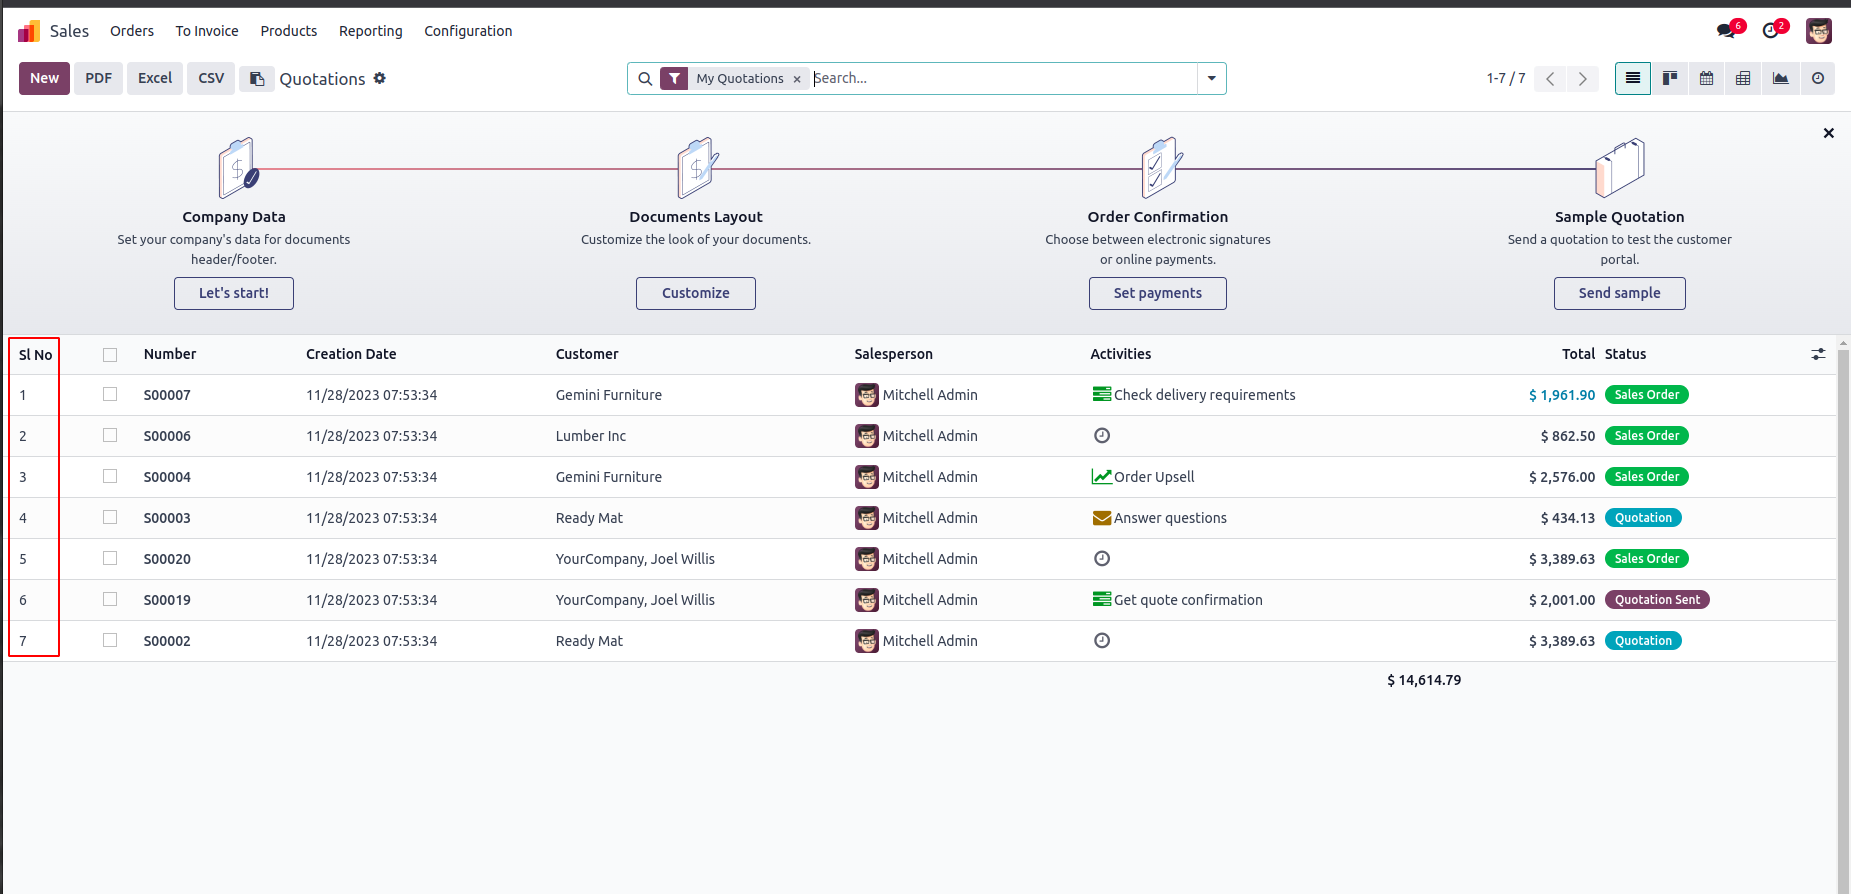 Sales Orders To Invoice Products Reporting Configuration 6 2
New PDF Excel CSV Quotations My Quotations × Search... 1-7 / 7
Company Data Documents Layout Order Confirmation Sample Quotation
Set your company's data for documents Customize the look of your documents. Choose between electronic signatures Send a quotation to test the customer
header/footer. or online payments. portal.
Let's start! Customize Set payments Send sample
Sl No Number Creation Date Customer Salesperson Activities Total Status
1 S00007 11/28/2023 07:53:34 Gemini Furniture Mitchell Admin Check delivery requirements $ 1,961.90 Sales Order
2 S00006 11/28/2023 07:53:34 Lumber Inc Mitchell Admin $ 862.50 Sales Order
3 S00004 11/28/2023 07:53:34 Gemini Furniture Mitchell Admin Order Upsell $ 2,576.00 Sales Order
4 S00003 11/28/2023 07:53:34 Ready Mat Mitchell Admin Answer questions $ 434.13 Quotation
5 S00020 11/28/2023 07:53:34 YourCompany, Joel Willis Mitchell Admin $ 3,389.63 Sales Order
6 S00019 11/28/2023 07:53:34 YourCompany, Joel Willis Mitchell Admin Get quote confirmation $ 2,001.00 Quotation Sent
7 S00002 11/28/2023 07:53:34 Ready Mat Mitchell Admin $ 3,389.63 Quotation
$ 14,614.79